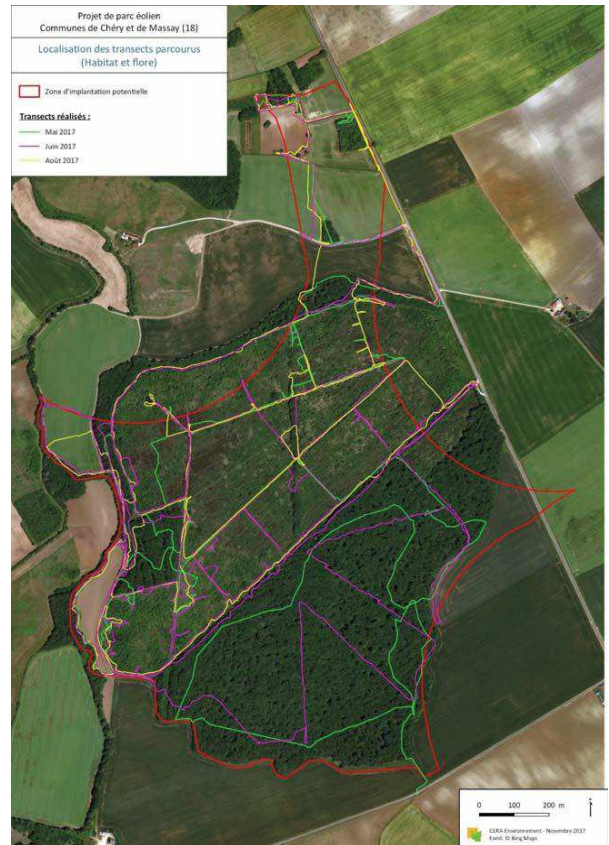 Projet de parc éolien
Communes de Chéry et de Massay (18)
Localisation des transects parcourus
(Habitat et flore)
Zone d'implantation potentielle
Transects réalisés :
Mai 2017
Juin 2017
Août 2017
0 100 200 m
CERA Environnement - Novembre 2017
Fond: © Bing Maps